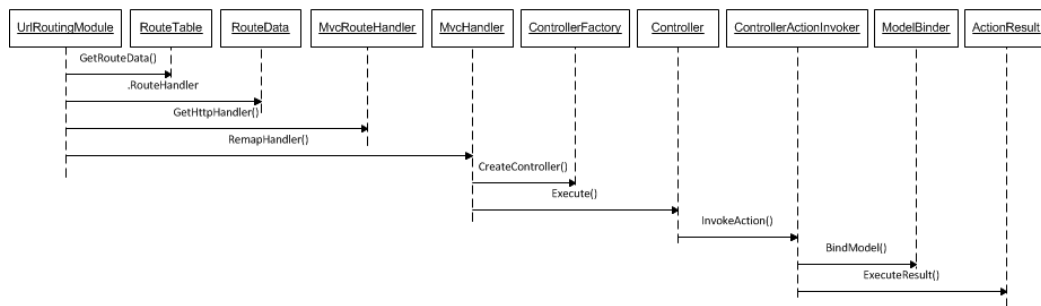 UrlRoutingModule
RouteTable
RouteData
MvcRouteHandler
MvcHandler
ControllerFactory
Controller
ControllerActionInvoker
ModelBinder
ActionResult
GetRouteData()
.RouteHandler
GetHttpHandler()
RemapHandler()
CreateController()
Execute()
InvokeAction()
BindModel()
ExecuteResult()